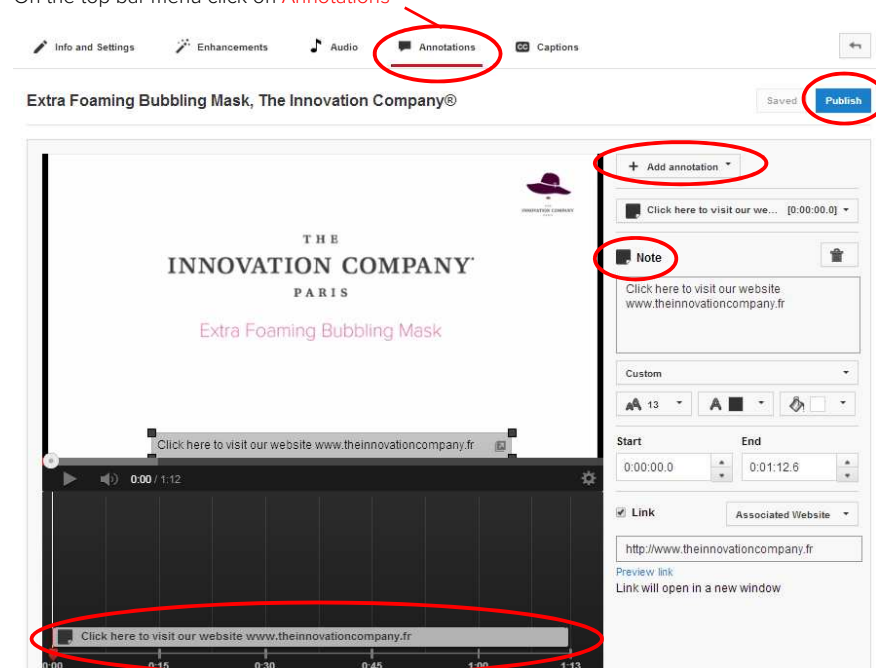 On the top bar menu click on Annotations
Info and Settings
Enhancements
Audio
Annotations
CC Captions
Extra Foaming Bubbling Mask, The Innovation Company®
Saved
Publish
+ Add annotation
Click here to visit our we... [0:00:00.0]
THE
INNOVATION COMPANY
PARIS
Extra Foaming Bubbling Mask
INNOVATION COMPANY
Note
Click here to visit our website
www.theinnovationcompany.fr
Custom
AA 13
A
Start
End
0:00:00.0
0:01:12.6
Click here to visit our website www.theinnovationcompany.fr
0:00 / 1:12
Link
Associated Website
http://www.theinnovationcompany.fr
Preview link
Link will open in a new window
Click here to visit our website www.theinnovationcompany.fr
0:00
0:15
0:30
0:45
1:00
1:13